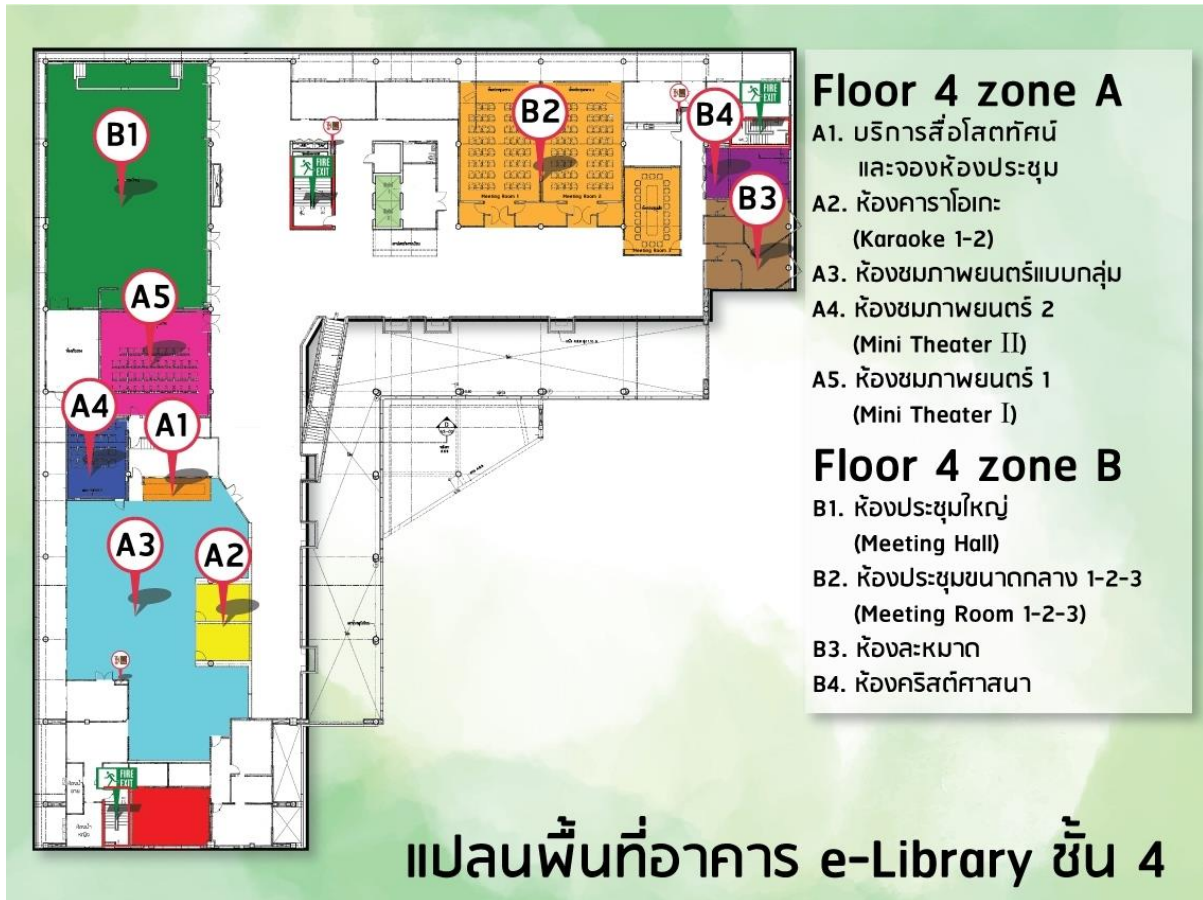 B1
B2
B4
B3
A5
A4
A1
A3
A2
FIRE EXIT
FIRE EXIT
FIRE EXIT
Meeting Room 1
Meeting Room 2
Floor 4 zone A
A1. บริการสื่อโสตทัศน์
และจองห้องประชุม
A2. ห้องคาราโอเกะ
(Karaoke 1-2)
A3. ห้องชมภาพยนตร์แบบกลุ่ม
A4. ห้องชมภาพยนตร์ 2
(Mini Theater II)
A5. ห้องชมภาพยนตร์ 1
(Mini Theater I)
Floor 4 zone B
B1. ห้องประชุมใหญ่
(Meeting Hall)
B2. ห้องประชุมขนาดกลาง 1-2-3
(Meeting Room 1-2-3)
B3. ห้องละหมาด
B4. ห้องคริสต์ศาสนา
แปลนพื้นที่อาคาร e-Library ชั้น 4